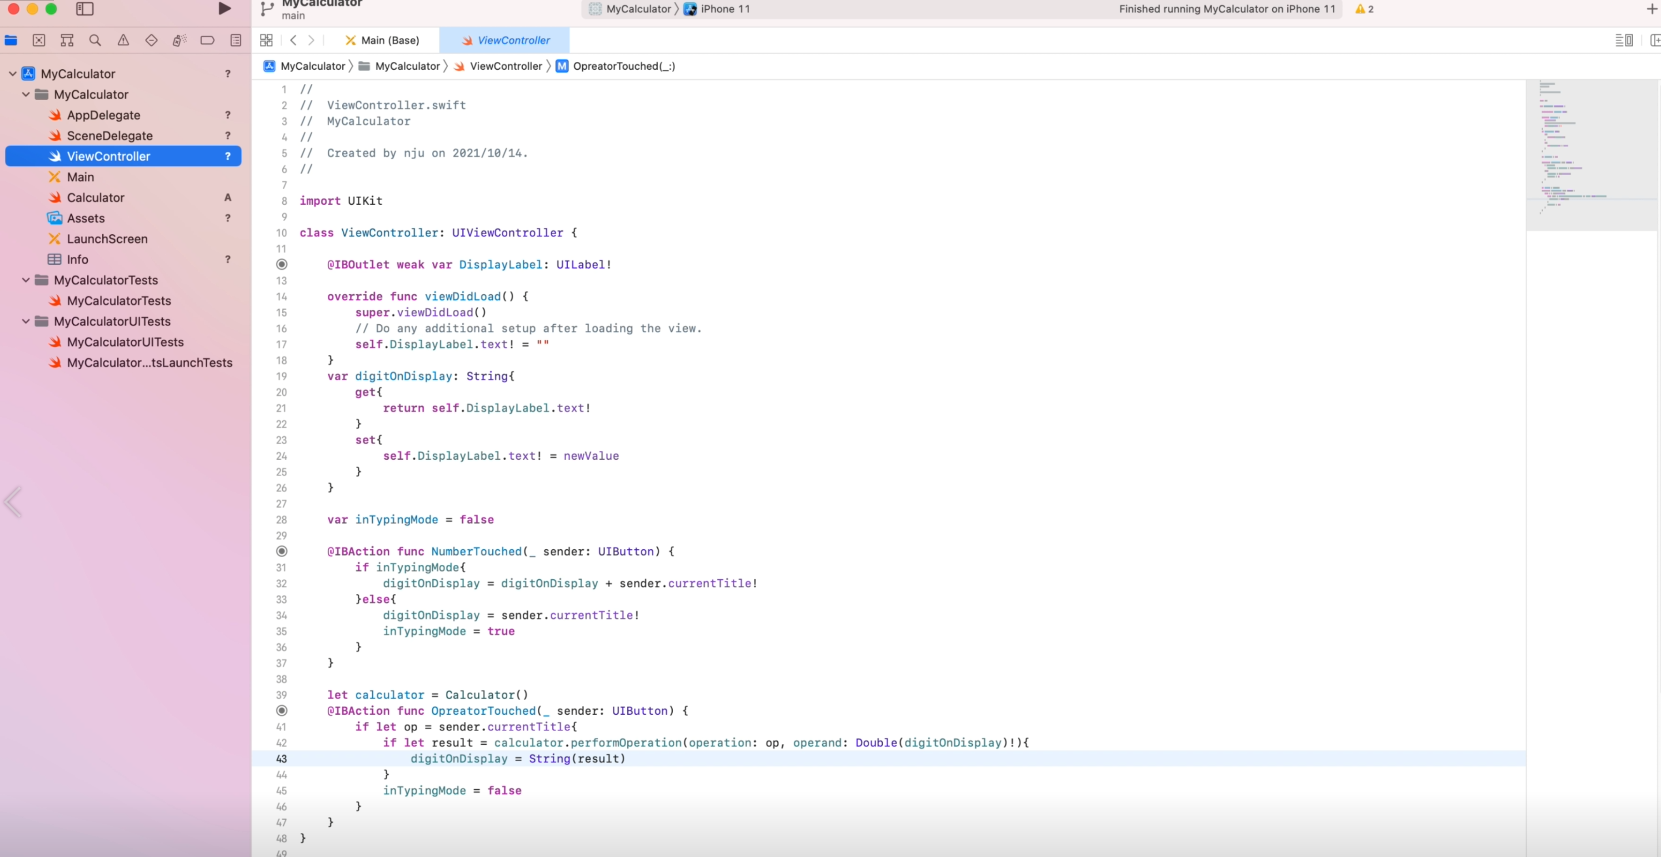 MyCalculator
main
MyCalculator
iPhone 11
Finished running MyCalculator on iPhone 11
2
Main (Base)
ViewController
MyCalculator
MyCalculator
ViewController
M
OpreatorTouched(_:)
MyCalculator ?
MyCalculator
AppDelegate ?
SceneDelegate ?
ViewController ?
Main
Calculator A
Assets ?
LaunchScreen
Info ?
MyCalculatorTests
MyCalculatorTests
MyCalculatorUITests
MyCalculatorUITests
MyCalculator...tsLaunchTests
1 //
2 //  ViewController.swift
3 //  MyCalculator
4 //
5 //  Created by nju on 2021/10/14.
6 //
7
8 import UIKit
9
10 class ViewController: UIViewController {
11
    @IBOutlet weak var DisplayLabel: UILabel!
13
14     override func viewDidLoad() {
15         super.viewDidLoad()
16         // Do any additional setup after loading the view.
17         self.DisplayLabel.text! = ""
18     }
19     var digitOnDisplay: String{
20         get{
21             return self.DisplayLabel.text!
22         }
23         set{
24             self.DisplayLabel.text! = newValue
25         }
26     }
27
28     var inTypingMode = false
29
    @IBAction func NumberTouched(_ sender: UIButton) {
31         if inTypingMode{
32             digitOnDisplay = digitOnDisplay + sender.currentTitle!
33         }else{
34             digitOnDisplay = sender.currentTitle!
35             inTypingMode = true
36         }
37     }
38
39     let calculator = Calculator()
    @IBAction func OpreatorTouched(_ sender: UIButton) {
41         if let op = sender.currentTitle{
42             if let result = calculator.performOperation(operation: op, operand: Double(digitOnDisplay)!){
43                 digitOnDisplay = String(result)
44             }
45             inTypingMode = false
46         }
47     }
48 }
49